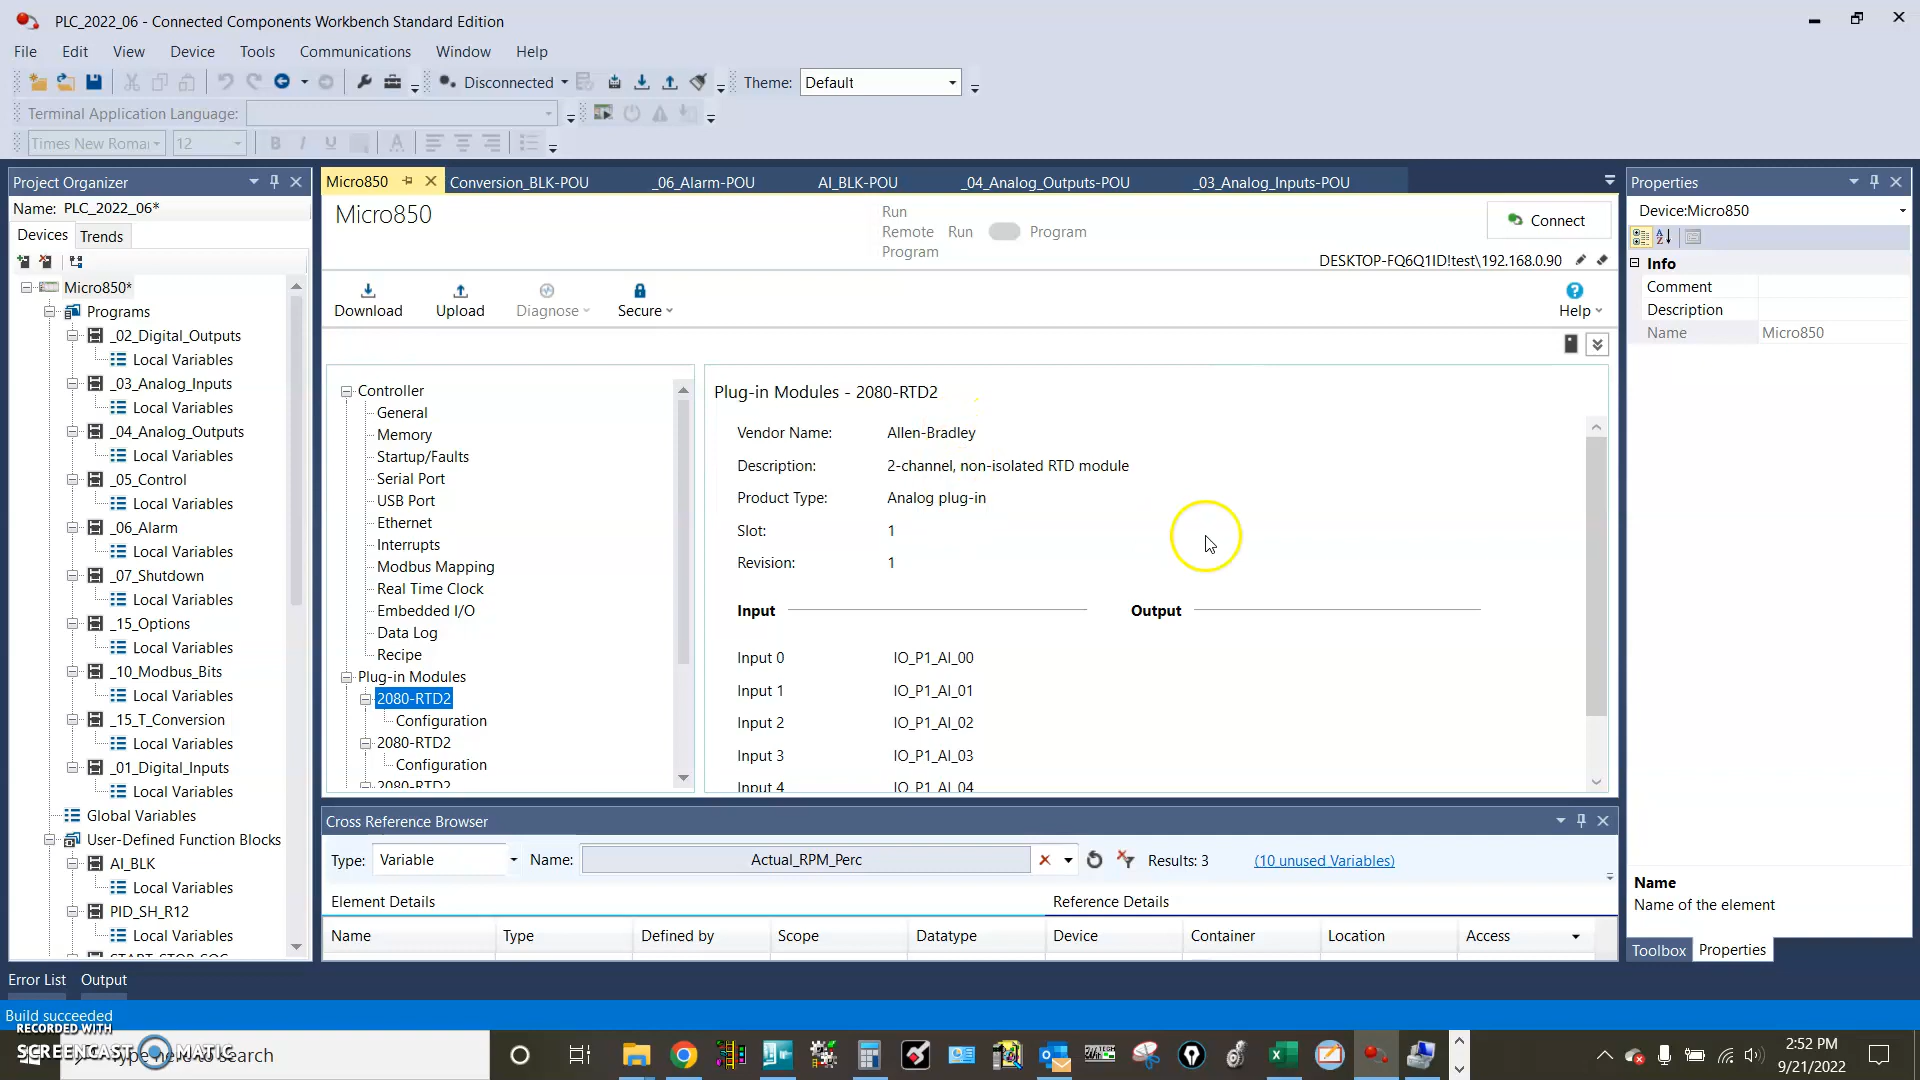 PLC_2022_06 - Connected Components Workbench Standard Edition
File Edit View Device Tools Communications Window Help
Disconnected Theme: Default
Terminal Application Language:
Times New Roma 12 B I U A
Project Organizer
Name: PLC_2022_06*
Devices Trends
Micro850*
Programs
_02_Digital_Outputs
Local Variables
_03_Analog_Inputs
Local Variables
_04_Analog_Outputs
Local Variables
_05_Control
Local Variables
_06_Alarm
Local Variables
_07_Shutdown
Local Variables
_15_Options
Local Variables
_10_Modbus_Bits
Local Variables
_15_T_Conversion
Local Variables
_01_Digital_Inputs
Local Variables
Global Variables
User-Defined Function Blocks
AI_BLK
Local Variables
PID_SH_R12
Local Variables
Micro850 Conversion_BLK-POU _06_Alarm-POU AI_BLK-POU _04_Analog_Outputs-POU _03_Analog_Inputs-POU
Micro850
Run
Remote Run Program
Program
Connect
DESKTOP-FQ6Q1ID!test\192.168.0.90
Download Upload Diagnose Secure Help
Controller
General
Memory
Startup/Faults
Serial Port
USB Port
Ethernet
Interrupts
Modbus Mapping
Real Time Clock
Embedded I/O
Data Log
Recipe
Plug-in Modules
2080-RTD2
Configuration
2080-RTD2
Configuration
2080-RTD2
Plug-in Modules - 2080-RTD2
Vendor Name: Allen-Bradley
Description: 2-channel, non-isolated RTD module
Product Type: Analog plug-in
Slot: 1
Revision: 1
Input Output
Input 0 IO_P1_AI_00
Input 1 IO_P1_AI_01
Input 2 IO_P1_AI_02
Input 3 IO_P1_AI_03
Input 4 IO_P1_AI_04
Cross Reference Browser
Type: Variable Name: Actual_RPM_Perc Results: 3 (10 unused Variables)
Element Details Reference Details
Name Type Defined by Scope Datatype Device Container Location Access
Properties
Device:Micro850
Info
Comment
Description
Name Micro850
Name
Name of the element
Toolbox Properties
Error List Output
Build succeeded
RECORDED WITH
SCREENCAST MATIC
Type here to search
2:52 PM
9/21/2022